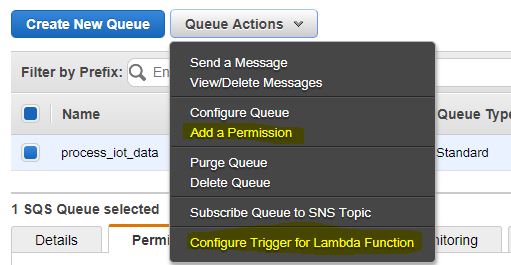 Create New Queue
Queue Actions
Filter by Prefix:
Send a Message
View/Delete Messages
Configure Queue
Add a Permission
Name
Queue Typ
process_iot_data
Standard
Purge Queue
Delete Queue
Subscribe Queue to SNS Topic
1 SQS Queue selected
Details
Permi
Configure Trigger for Lambda Function
nitoring